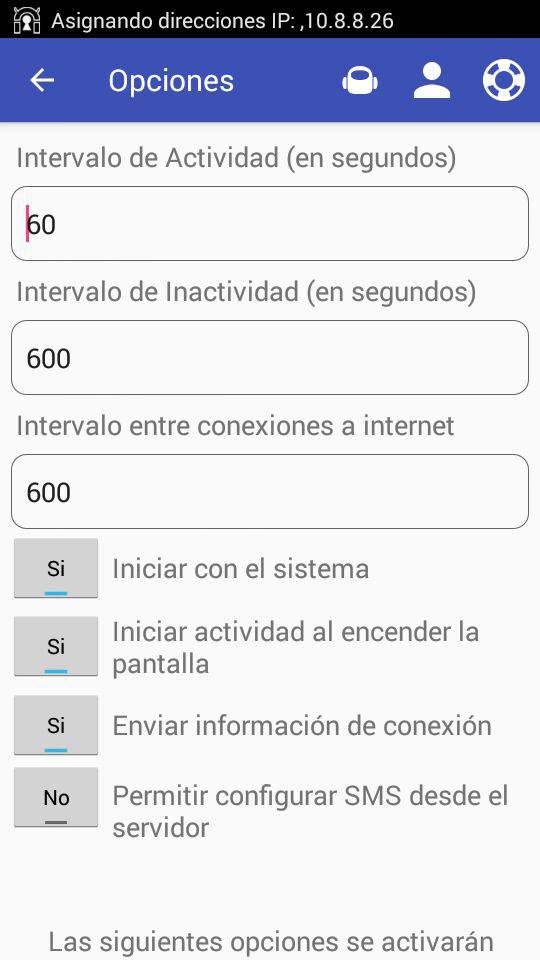 Asignando direcciones IP: ,10.8.8.26
Opciones
Intervalo de Actividad (en segundos)
60
Intervalo de Inactividad (en segundos)
600
Intervalo entre conexiones a internet
600
Si Iniciar con el sistema
Si Iniciar actividad al encender la
pantalla
Si Enviar información de conexión
No Permitir configurar SMS desde el
servidor
Las siguientes opciones se activarán